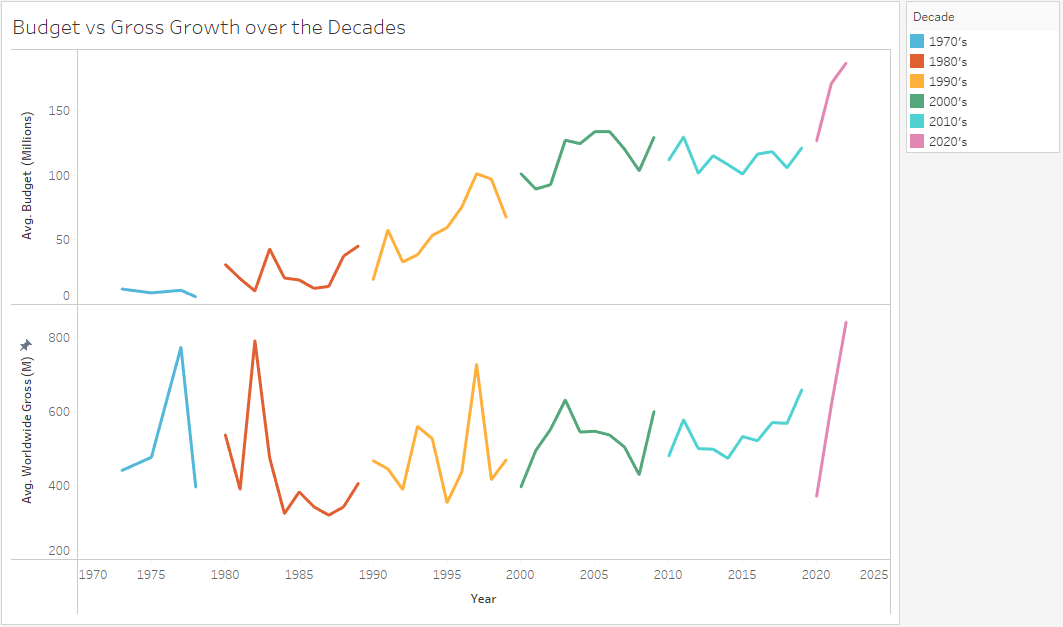 Budget vs Gross Growth over the Decades
Avg. Budget  (Millions)
150
100
50
0
Avg. Worldwide Gross (M)
800
600
400
200
1970 1975 1980 1985 1990 1995 2000 2005 2010 2015 2020 2025
Year
Decade
1970's
1980's
1990's
2000's
2010's
2020's